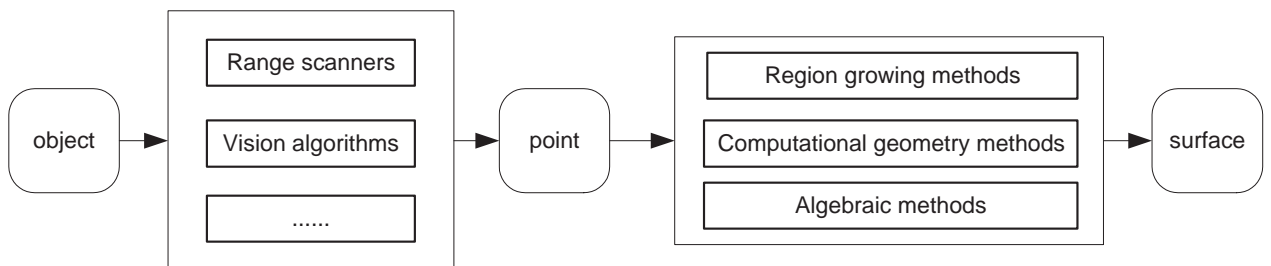 object
Range scanners
Vision algorithms
......
point
Region growing methods
Computational geometry methods
Algebraic methods
surface